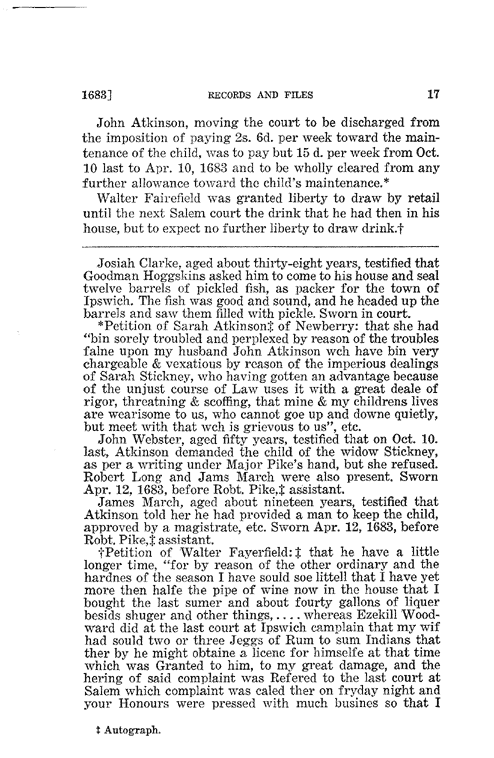 1683] RECORDS AND FILES 17
John Atkinson, moving the court to be discharged from
the imposition of paying 2s. 6d. per week toward the main-
tenance of the child, was to pay but 15 d. per week from Oct.
10 last to Apr. 10, 1683 and to be wholly cleared from any
further allowance toward the child's maintenance.*
Walter Fairefield was granted liberty to draw by retail
until the next Salem court the drink that he had then in his
house, but to expect no further liberty to draw drink.†
Josiah Clarke, aged about thirty-eight years, testified that
Goodman Hoggskins asked him to come to his house and seal
twelve barrels of pickled fish, as packer for the town of
Ipswich. The fish was good and sound, and he headed up the
barrels and saw them filled with pickle. Sworn in court.
*Petition of Sarah Atkinson‡ of Newberry: that she had
"bin sorely troubled and perplexed by reason of the troubles
falne upon my husband John Atkinson wch have bin very
chargeable & vexatious by reason of the imperious dealings
of Sarah Stickney, who having gotten an advantage because
of the unjust course of Law uses it with a great deale of
rigor, threatning & scoffing, that mine & my childrens lives
are wearisome to us, who cannot goe up and downe quietly,
but meet with that wch is grievous to us", etc.
John Webster, aged fifty years, testified that on Oct. 10.
last, Atkinson demanded the child of the widow Stickney,
as per a writing under Major Pike's hand, but she refused.
Robert Long and Jams March were also present. Sworn
Apr. 12, 1683, before Robt. Pike,‡ assistant.
James March, aged about nineteen years, testified that
Atkinson told her he had provided a man to keep the child,
approved by a magistrate, etc. Sworn Apr. 12, 1683, before
Robt. Pike,‡ assistant.
†Petition of Walter Fayerfield:‡ that he have a little
longer time, "for by reason of the other ordinary and the
hardnes of the season I have sould soe littell that I have yet
more then halfe the pipe of wine now in the house that I
bought the last sumer and about fourty gallons of liquer
besids shuger and other things, . . . . whereas Ezekill Wood-
ward did at the last court at Ipswich camplain that my wif
had sould two or three Jeggs of Rum to sum Indians that
ther by he might obtaine a licenc for himselfe at that time
which was Granted to him, to my great damage, and the
hering of said complaint was Refered to the last court at
Salem which complaint was caled ther on fryday night and
your Honours were pressed with much busines so that I
‡ Autograph.